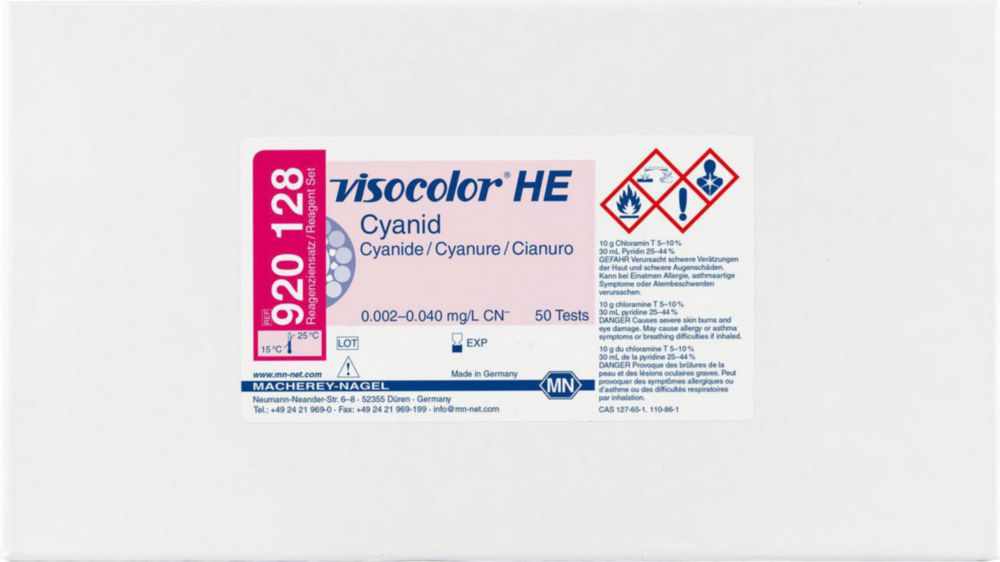 REF
920 128
Reagenziensatz / Reagent Set
15 °C
25 °C
VISOCOLOR® HE
Cyanid
Cyanide / Cyanure / Cianuro
0.002–0.040 mg/L CN⁻ 50 Tests
LOT
EXP
www.mn-net.com
Made in Germany
MACHEREY-NAGEL
MN
Neumann-Neander-Str. 6–8 · 52355 Düren · Germany
Tel.: +49 24 21 969-0 · Fax: +49 24 21 969-199 · info@mn-net.com
10 g Chloramin T 5–10 %
30 mL Pyridin 25–44 %
GEFAHR Verursacht schwere Verätzungen
der Haut und schwere Augenschäden.
Kann bei Einatmen Allergie, asthmaartige
Symptome oder Atembeschwerden
verursachen.
10 g chloramine T 5–10 %
30 mL pyridine 25–44 %
DANGER Causes severe skin burns and
eye damage. May cause allergy or asthma
symptoms or breathing difficulties if inhaled.
10 g du chloramine T 5–10 %
30 mL de la pyridine 25–44 %
DANGER Provoque des brûlures de la
peau et des lésions oculaires graves. Peut
provoquer des symptômes allergiques ou
d'asthme ou des difficultés respiratoires
par inhalation.
CAS 127-65-1, 110-86-1